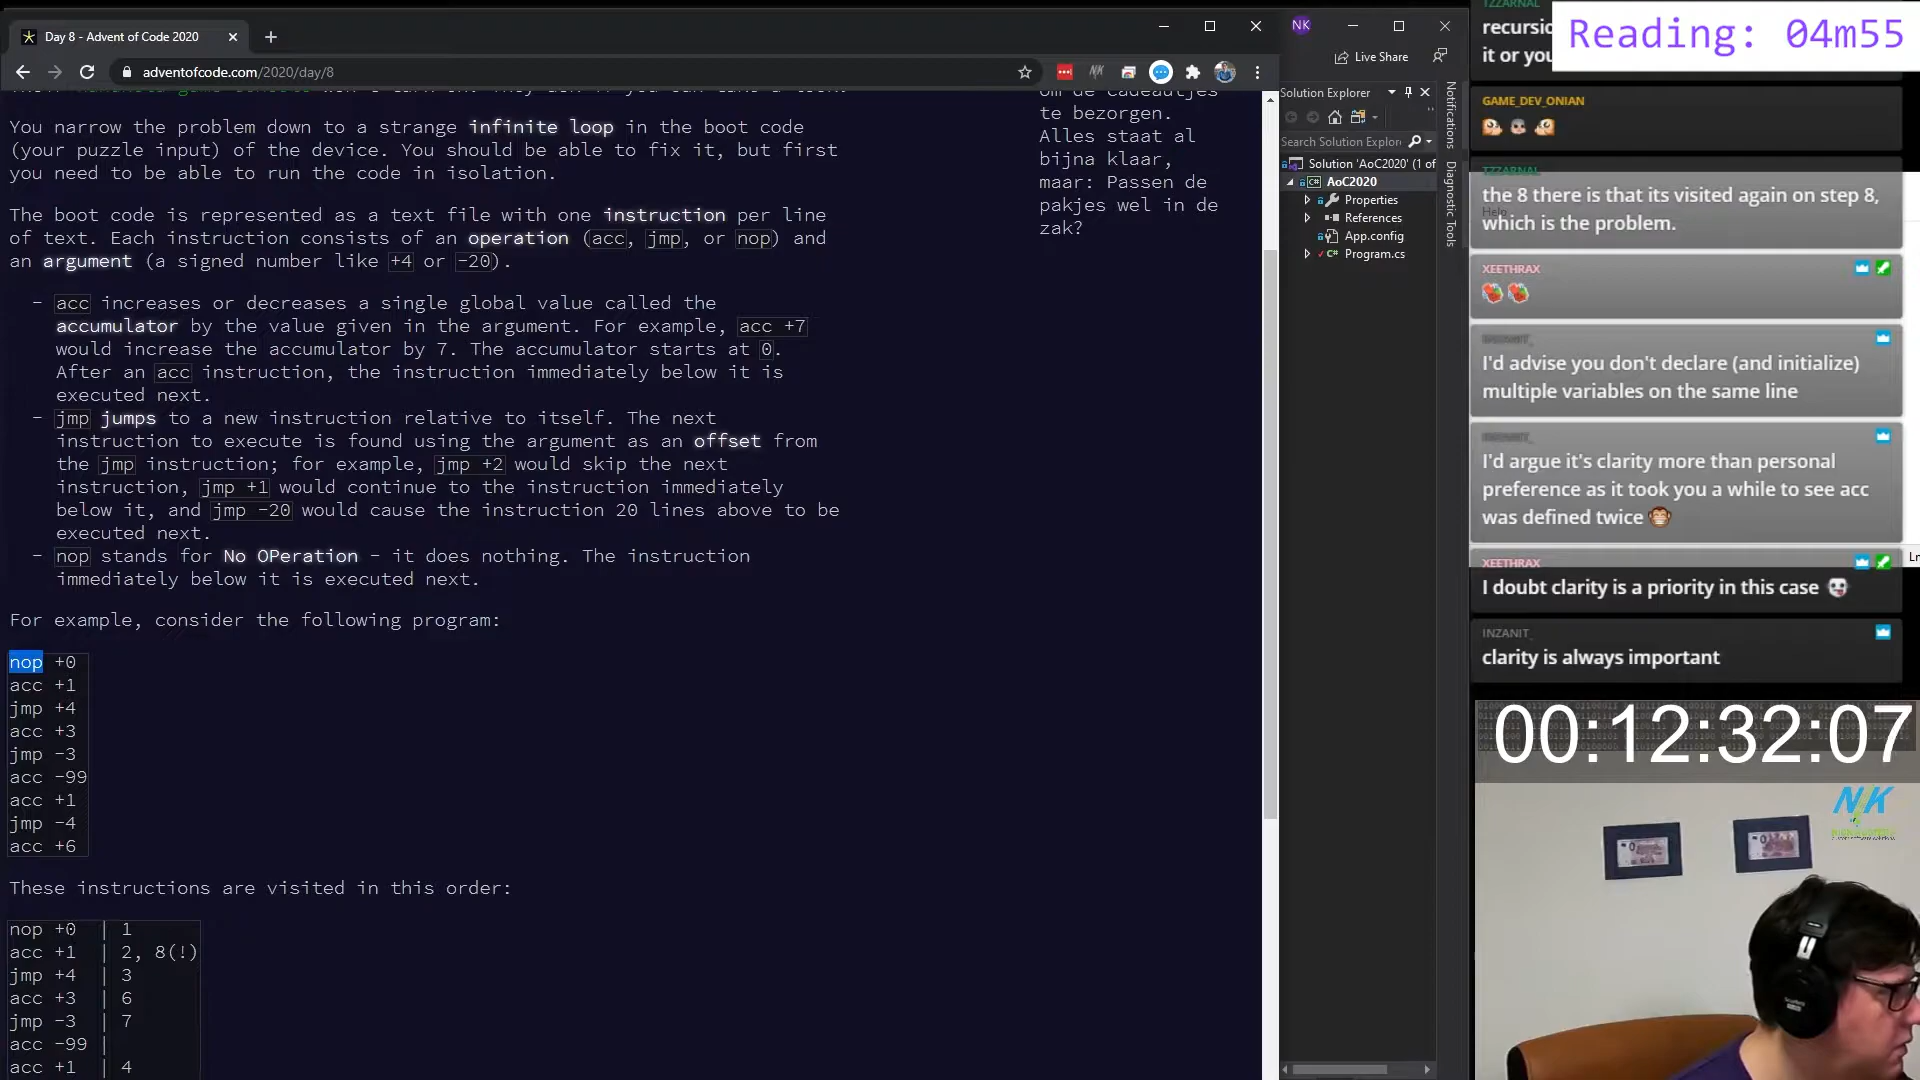 Day 8 - Advent of Code 2020
adventofcode.com/2020/day/8
You narrow the problem down to a strange infinite loop in the boot code
(your puzzle input) of the device. You should be able to fix it, but first
you need to be able to run the code in isolation.
The boot code is represented as a text file with one instruction per line
of text. Each instruction consists of an operation (acc, jmp, or nop) and
an argument (a signed number like +4 or -20).
- acc increases or decreases a single global value called the
accumulator by the value given in the argument. For example, acc +7
would increase the accumulator by 7. The accumulator starts at 0.
After an acc instruction, the instruction immediately below it is
executed next.
- jmp jumps to a new instruction relative to itself. The next
instruction to execute is found using the argument as an offset from
the jmp instruction; for example, jmp +2 would skip the next
instruction, jmp +1 would continue to the instruction immediately
below it, and jmp -20 would cause the instruction 20 lines above to be
executed next.
- nop stands for No OPeration - it does nothing. The instruction
immediately below it is executed next.
For example, consider the following program:
nop +0
acc +1
jmp +4
acc +3
jmp -3
acc -99
acc +1
jmp -4
acc +6
These instructions are visited in this order:
nop +0 | 1
acc +1 | 2, 8(!)
jmp +4 | 3
acc +3 | 6
jmp -3 | 7
acc -99 |
acc +1 | 4
om de cadeautjes
te bezorgen.
Alles staat al
bijna klaar,
maar: Passen de
pakjes wel in de
zak?
NK
Live Share
Solution Explorer
Search Solution Explor
Solution 'AoC2020' (1 of
AoC2020
Properties
References
App.config
Program.cs
Notifications
Diagnostic Tools
TZZARNAL
recursio
it or you
Reading: 04m55
GAME_DEV_ONIAN
TZZARNAL
the 8 there is that its visited again on step 8,
Help
which is the problem.
XEETHRAX
INZANIT_
I'd advise you don't declare (and initialize)
multiple variables on the same line
INZANIT_
I'd argue it's clarity more than personal
preference as it took you a while to see acc
was defined twice
Ln
XEETHRAX
I doubt clarity is a priority in this case
INZANIT_
clarity is always important
00:12:32:07
NK